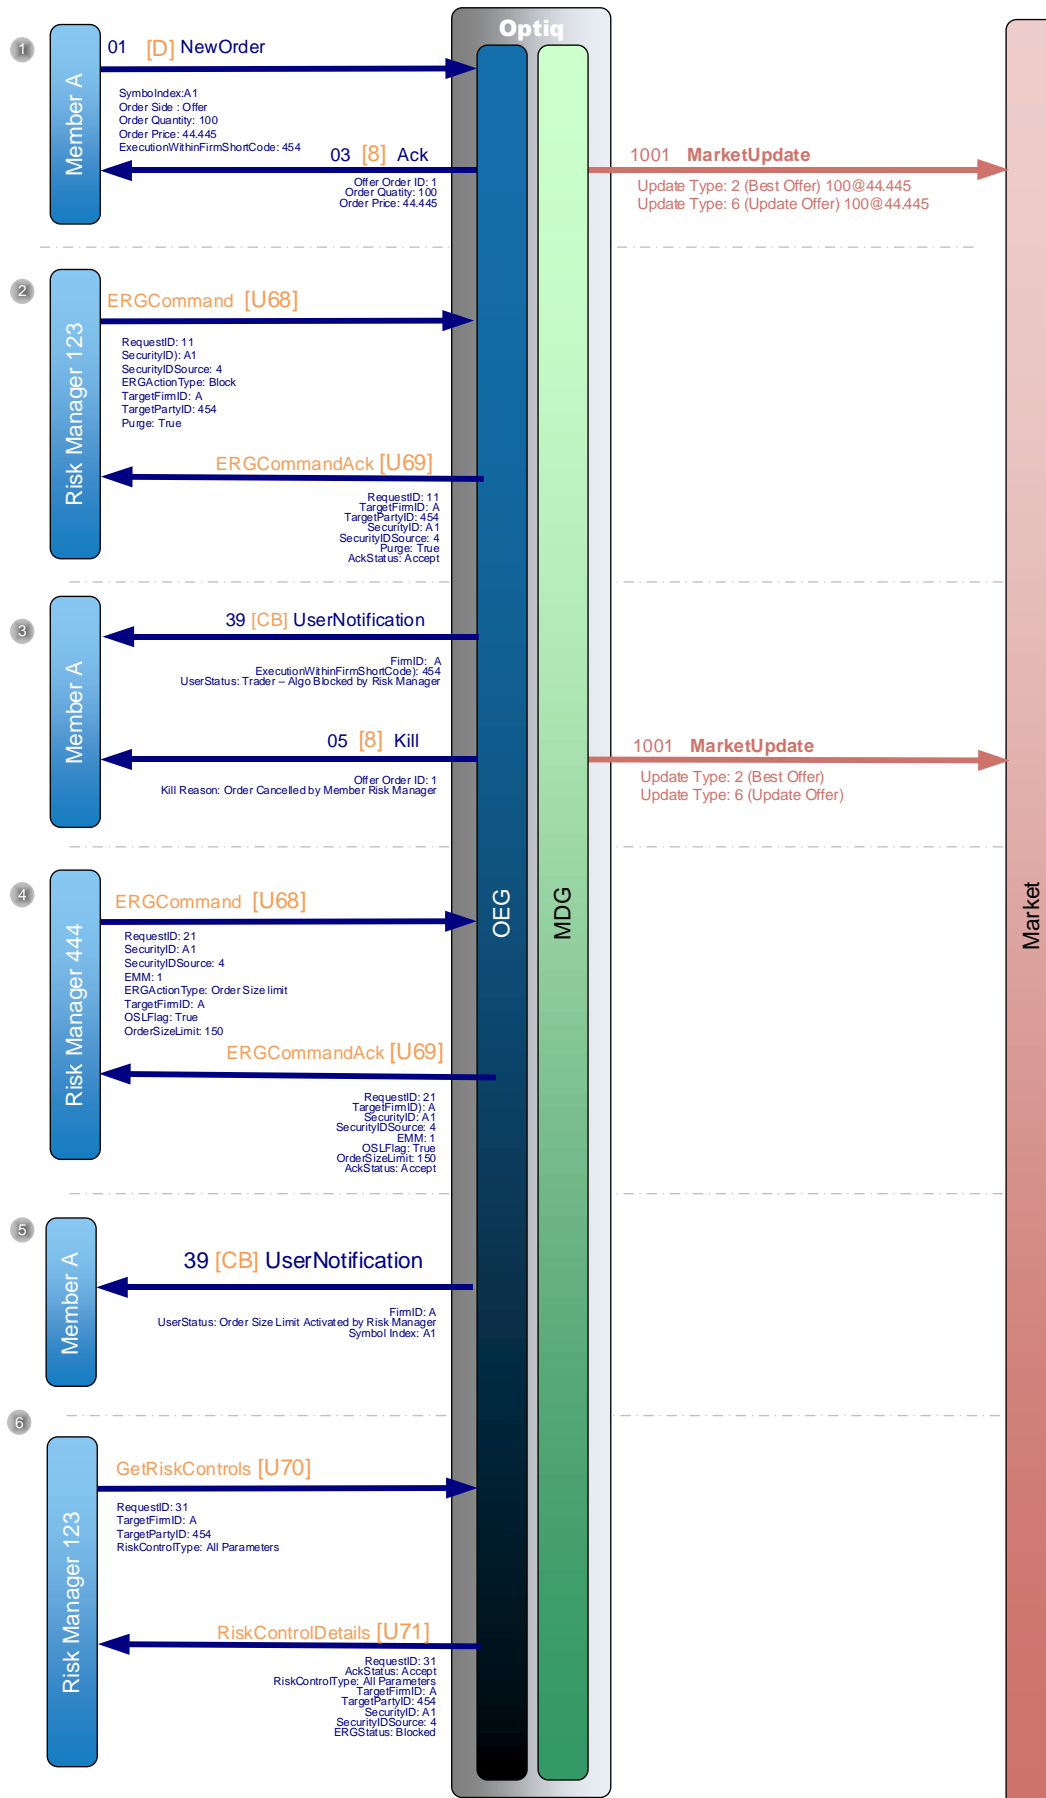 Optiq
1
Member A
01 [D] NewOrder
SymbolIndex:A1
Order Side : Offer
Order Quantity: 100
Order Price: 44.445
ExecutionWithinFirmShortCode: 454
03 [8] Ack
Offer Order ID: 1
Order Quatity: 100
Order Price: 44.445
1001 MarketUpdate
Update Type: 2 (Best Offer) 100@44.445
Update Type: 6 (Update Offer) 100@44.445
2
Risk Manager 123
ERGCommand [U68]
RequestID: 11
SecurityID): A1
SecurityIDSource: 4
ERGActionType: Block
TargetFirmID: A
TargetPartyID: 454
Purge: True
ERGCommandAck [U69]
RequestID: 11
TargetFirmID: A
TargetPartyID: 454
SecurityID: A1
SecurityIDSource: 4
Purge: True
AckStatus: Accept
3
Member A
39 [CB] UserNotification
FirmID: A
ExecutionWithinFirmShortCode): 454
UserStatus: Trader – Algo Blocked by Risk Manager
05 [8] Kill
Offer Order ID: 1
Kill Reason: Order Cancelled by Member Risk Manager
1001 MarketUpdate
Update Type: 2 (Best Offer)
Update Type: 6 (Update Offer)
4
Risk Manager 444
ERGCommand [U68]
RequestID: 21
SecurityID: A1
SecurityIDSource: 4
EMM: 1
ERGActionType: Order Size limit
TargetFirmID: A
OSLFlag: True
OrderSizeLimit: 150
ERGCommandAck [U69]
RequestID: 21
TargetFirmID): A
SecurityID: A1
SecurityIDSource: 4
EMM: 1
OSLFlag: True
OrderSizeLimit: 150
AckStatus: Accept
OEG
MDG
Market
5
Member A
39 [CB] UserNotification
FirmID: A
UserStatus: Order Size Limit Activated by Risk Manager
Symbol Index: A1
6
Risk Manager 123
GetRiskControls [U70]
RequestID: 31
TargetFirmID: A
TargetPartyID: 454
RiskControlType: All Parameters
RiskControlDetails [U71]
RequestID: 31
AckStatus: Accept
RiskControlType: All Parameters
TargetFirmID: A
TargetPartyID: 454
SecurityID: A1
SecurityIDSource: 4
ERGStatus: Blocked